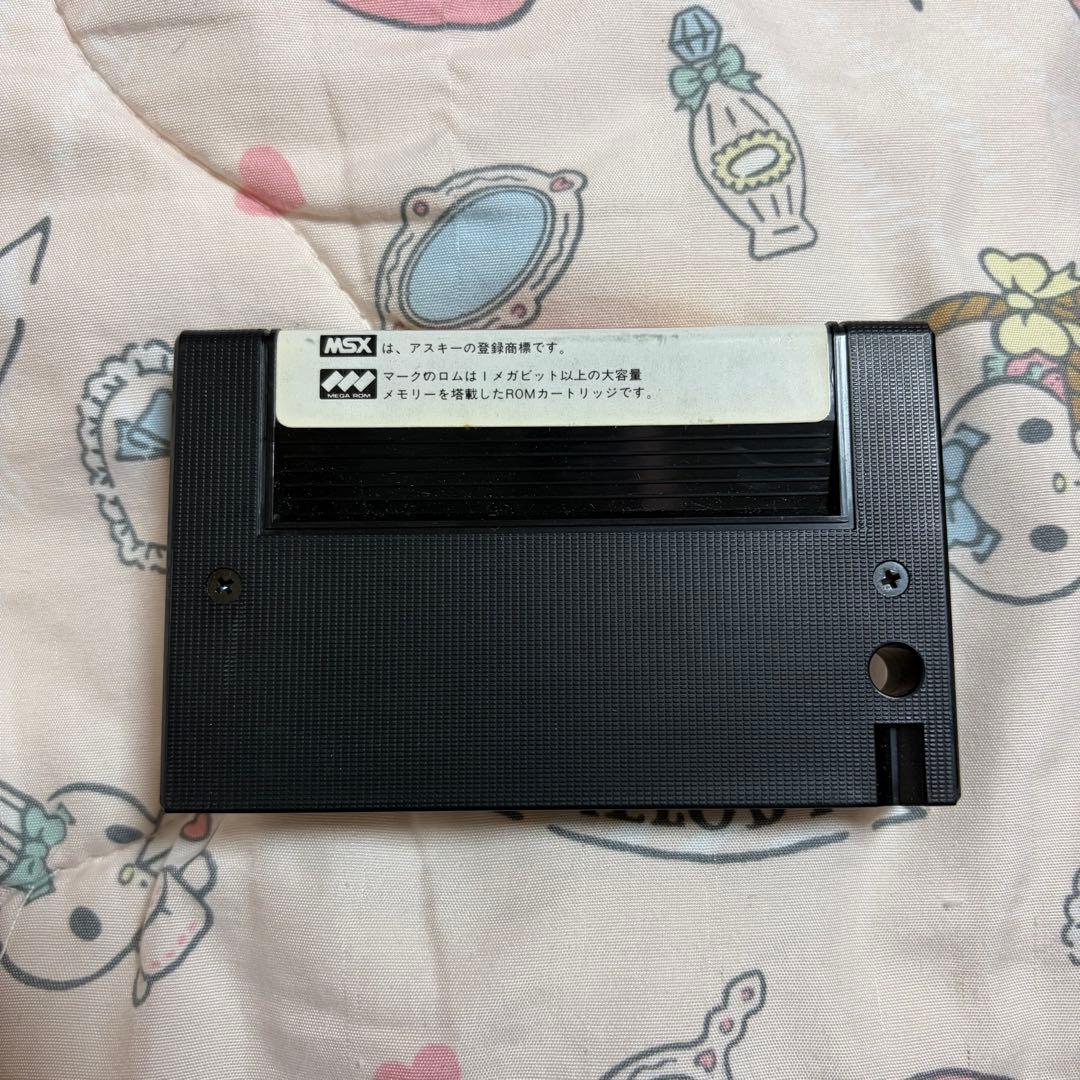 MSX は、アスキーの登録商標です。
MEGA ROM マークのロムは1メガビット以上の大容量
メモリーを塔載したROMカートリッジです。